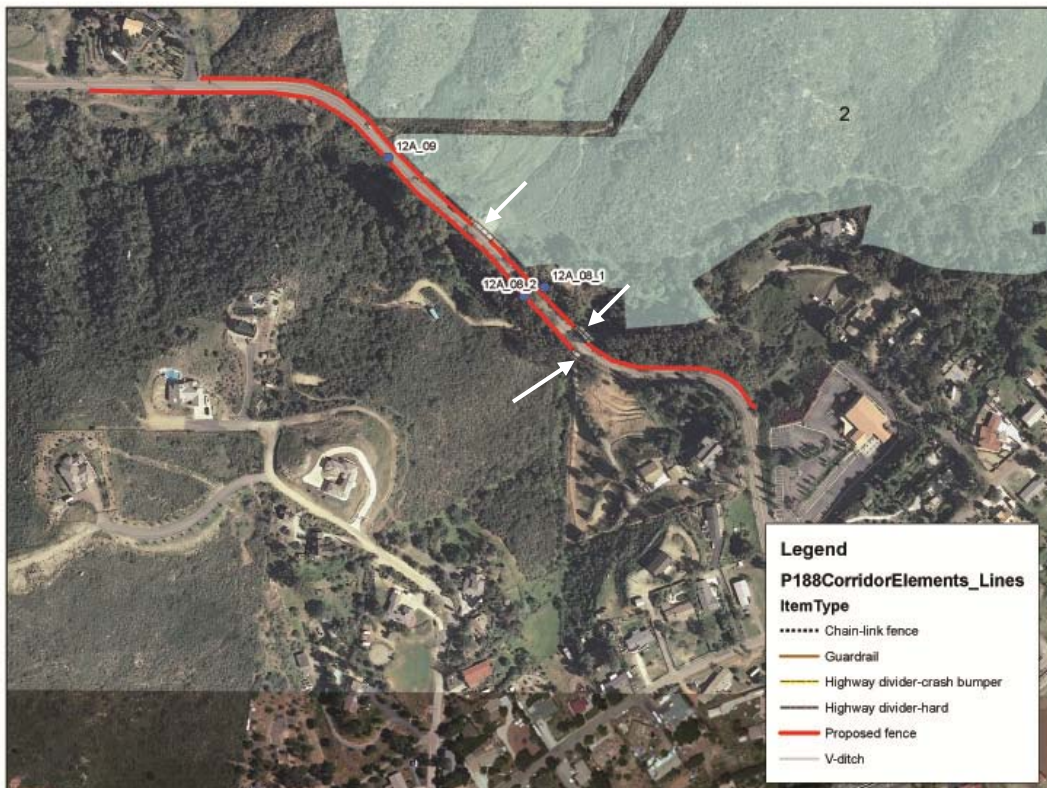 2
12A_09
12A_08_1
12A_08_2
Legend
P188CorridorElements_Lines
ItemType
Chain-link fence
Guardrail
Highway divider-crash bumper
Highway divider-hard
Proposed fence
V-ditch